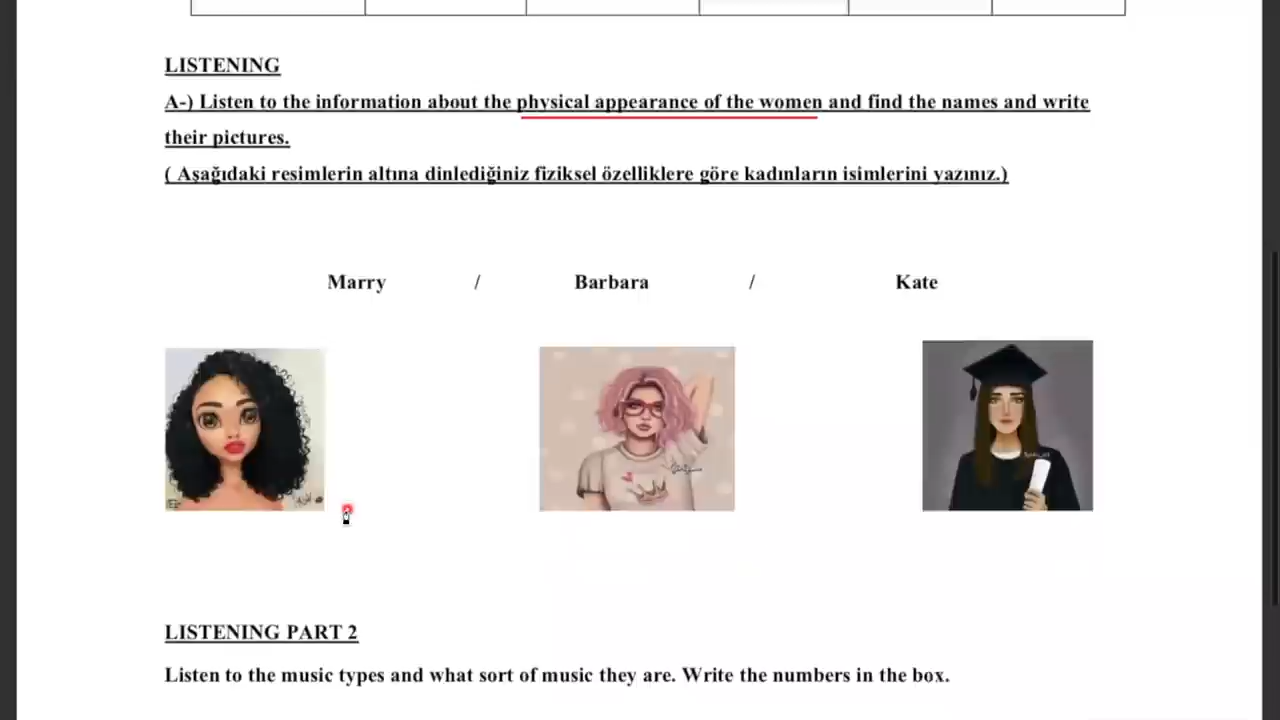 LISTENING
A-) Listen to the information about the physical appearance of the women and find the names and write
their pictures.
( Aşağıdaki resimlerin altına dinlediğiniz fiziksel özelliklere göre kadınların isimlerini yazınız.)
Marry / Barbara / Kate
LISTENING PART 2
Listen to the music types and what sort of music they are. Write the numbers in the box.